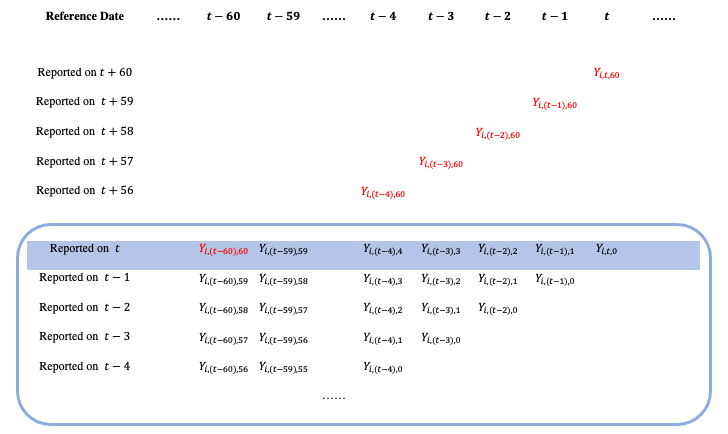 Reference Date ...... t − 60 t − 59 ...... t − 4 t − 3 t − 2 t − 1 t ......
Reported on t + 60 Y_{i,t,60}
Reported on t + 59 Y_{i,(t−1),60}
Reported on t + 58 Y_{i,(t−2),60}
Reported on t + 57 Y_{i,(t−3),60}
Reported on t + 56 Y_{i,(t−4),60}
Reported on t Y_{i,(t−60),60} Y_{i,(t−59),59} Y_{i,(t−4),4} Y_{i,(t−3),3} Y_{i,(t−2),2} Y_{i,(t−1),1} Y_{i,t,0}
Reported on t − 1 Y_{i,(t−60),59} Y_{i,(t−59),58} Y_{i,(t−4),3} Y_{i,(t−3),2} Y_{i,(t−2),1} Y_{i,(t−1),0}
Reported on t − 2 Y_{i,(t−60),58} Y_{i,(t−59),57} Y_{i,(t−4),2} Y_{i,(t−3),1} Y_{i,(t−2),0}
Reported on t − 3 Y_{i,(t−60),57} Y_{i,(t−59),56} Y_{i,(t−4),1} Y_{i,(t−3),0}
Reported on t − 4 Y_{i,(t−60),56} Y_{i,(t−59),55} Y_{i,(t−4),0}
......